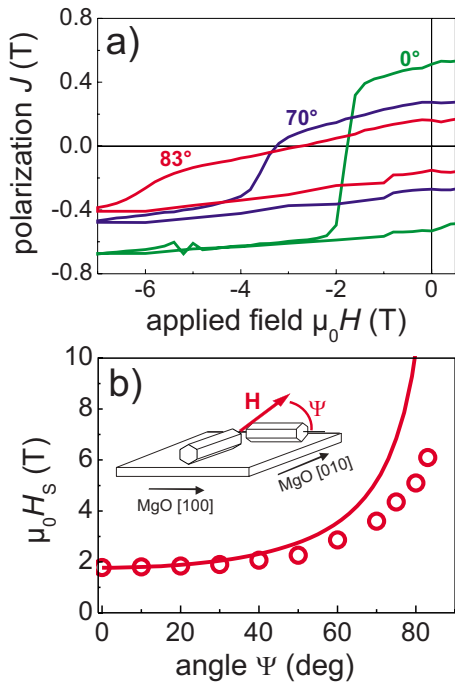 a)
0°
70°
83°
polarization J (T)
0.8
0.4
0.0
-0.4
-0.8
-6 -4 -2 0
applied field μ₀H (T)
b)
H
Ψ
MgO [100]
MgO [010]
μ₀Hₛ (T)
10
8
6
4
2
0
0 20 40 60 80
angle Ψ (deg)